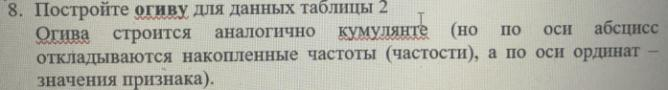 8. Постройте огиву для данных таблицы 2
Огива строится аналогично кумулянте (но по оси абсцисс
откладываются накопленные частоты (частости), а по оси ординат –
значения признака).